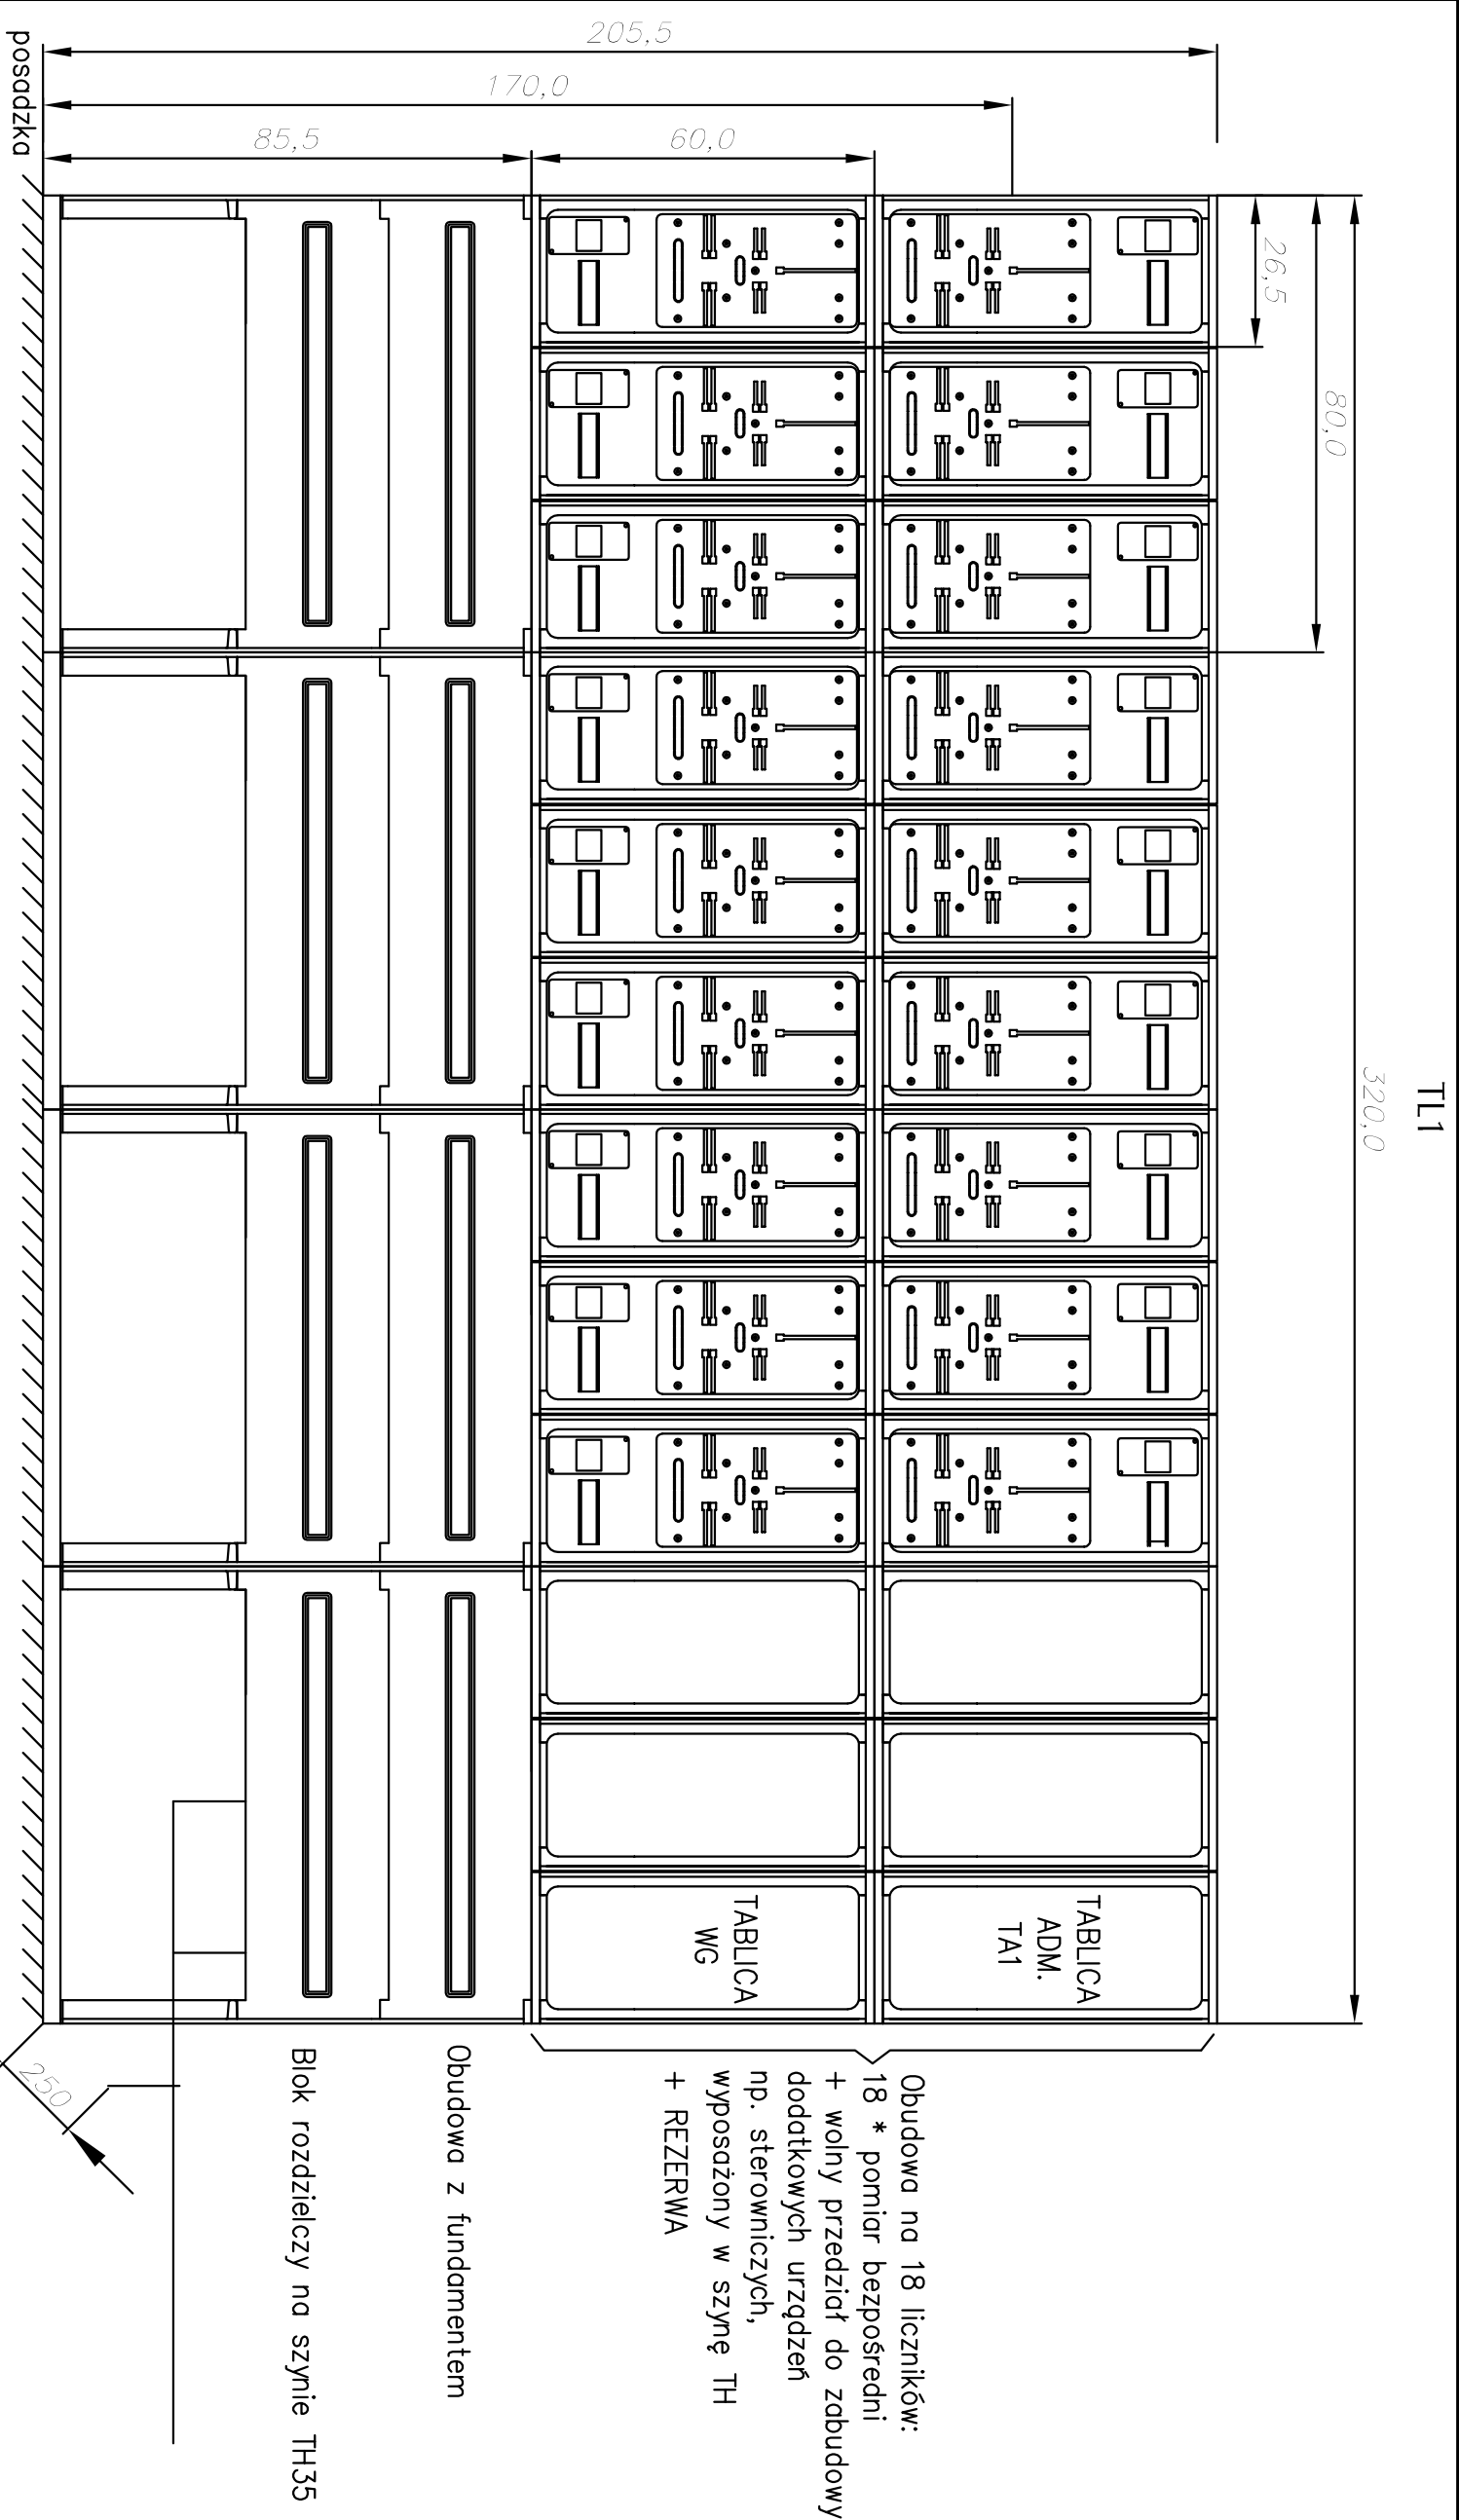 TL1
320,0
80,0
26,5
205,5
170,0
85,5
60,0
posadzka
TABLICA
ADM.
TA1
TABLICA
WG
Obudowa na 18 liczników:
18 * pomiar bezpośredni
+ wolny przedział do zabudowy
dodatkowych urządzeń
np. sterowniczych,
wyposażony w szynę TH
+ REZERWA
Obudowa z fundamentem
Blok rozdzielczy na szynie TH35
250